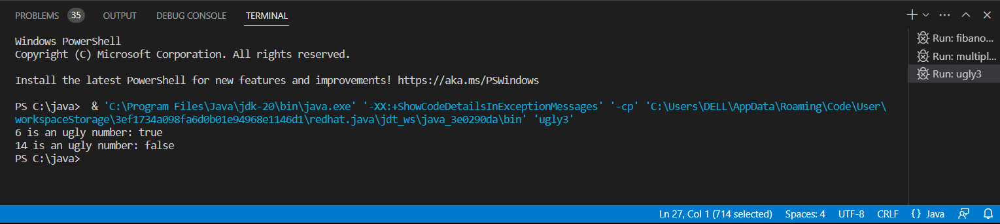 PROBLEMS 35 OUTPUT DEBUG CONSOLE TERMINAL
Windows PowerShell
Copyright (C) Microsoft Corporation. All rights reserved.
Install the latest PowerShell for new features and improvements! https://aka.ms/PSWindows
PS C:\java>  & 'C:\Program Files\Java\jdk-20\bin\java.exe' '-XX:+ShowCodeDetailsInExceptionMessages' '-cp' 'C:\Users\DELL\AppData\Roaming\Code\User\
workspaceStorage\3ef1734a098fa6d0b01e94968e1146d1\redhat.java\jdt_ws\java_3e0290da\bin' 'ugly3'
6 is an ugly number: true
14 is an ugly number: false
PS C:\java>
Run: fibano...
Run: multipl...
Run: ugly3
Ln 27, Col 1 (714 selected) Spaces: 4 UTF-8 CRLF {} Java